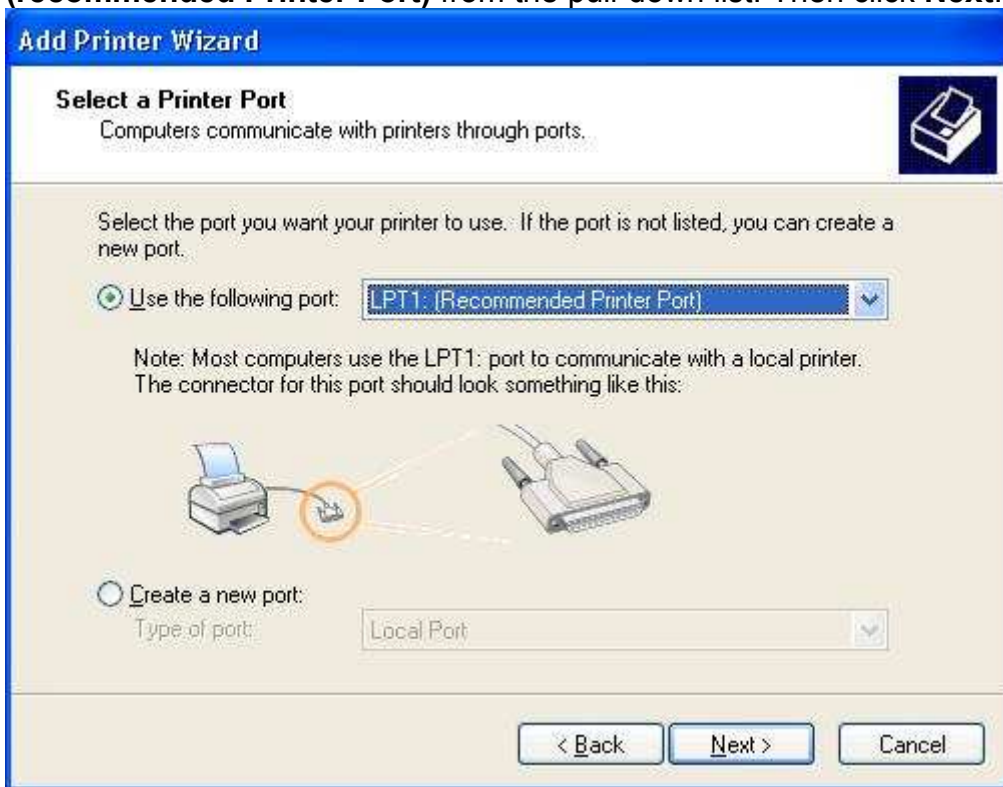 (recommended Printer Port) from the pull down list. Then click Next.
Add Printer Wizard
Select a Printer Port
Computers communicate with printers through ports.
Select the port you want your printer to use. If the port is not listed, you can create a
new port.
Use the following port: LPT1: (Recommended Printer Port)
Note: Most computers use the LPT1: port to communicate with a local printer.
The connector for this port should look something like this:
Create a new port:
Type of port: Local Port
< Back Next > Cancel